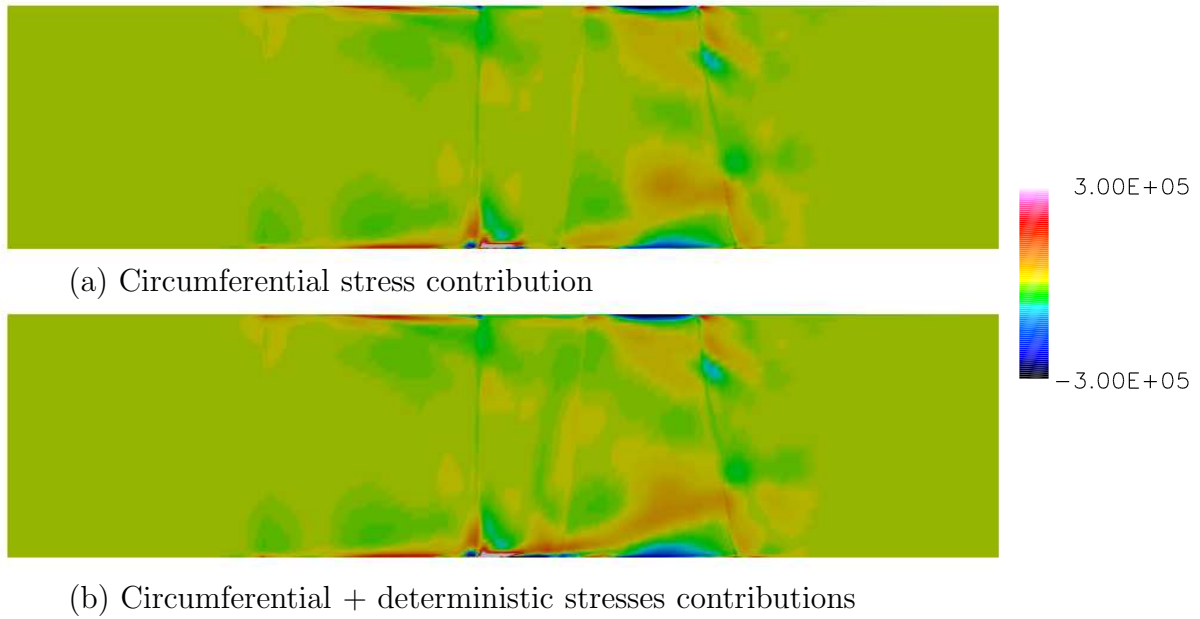 3.00E+05
(a) Circumferential stress contribution
-3.00E+05
(b) Circumferential + deterministic stresses contributions